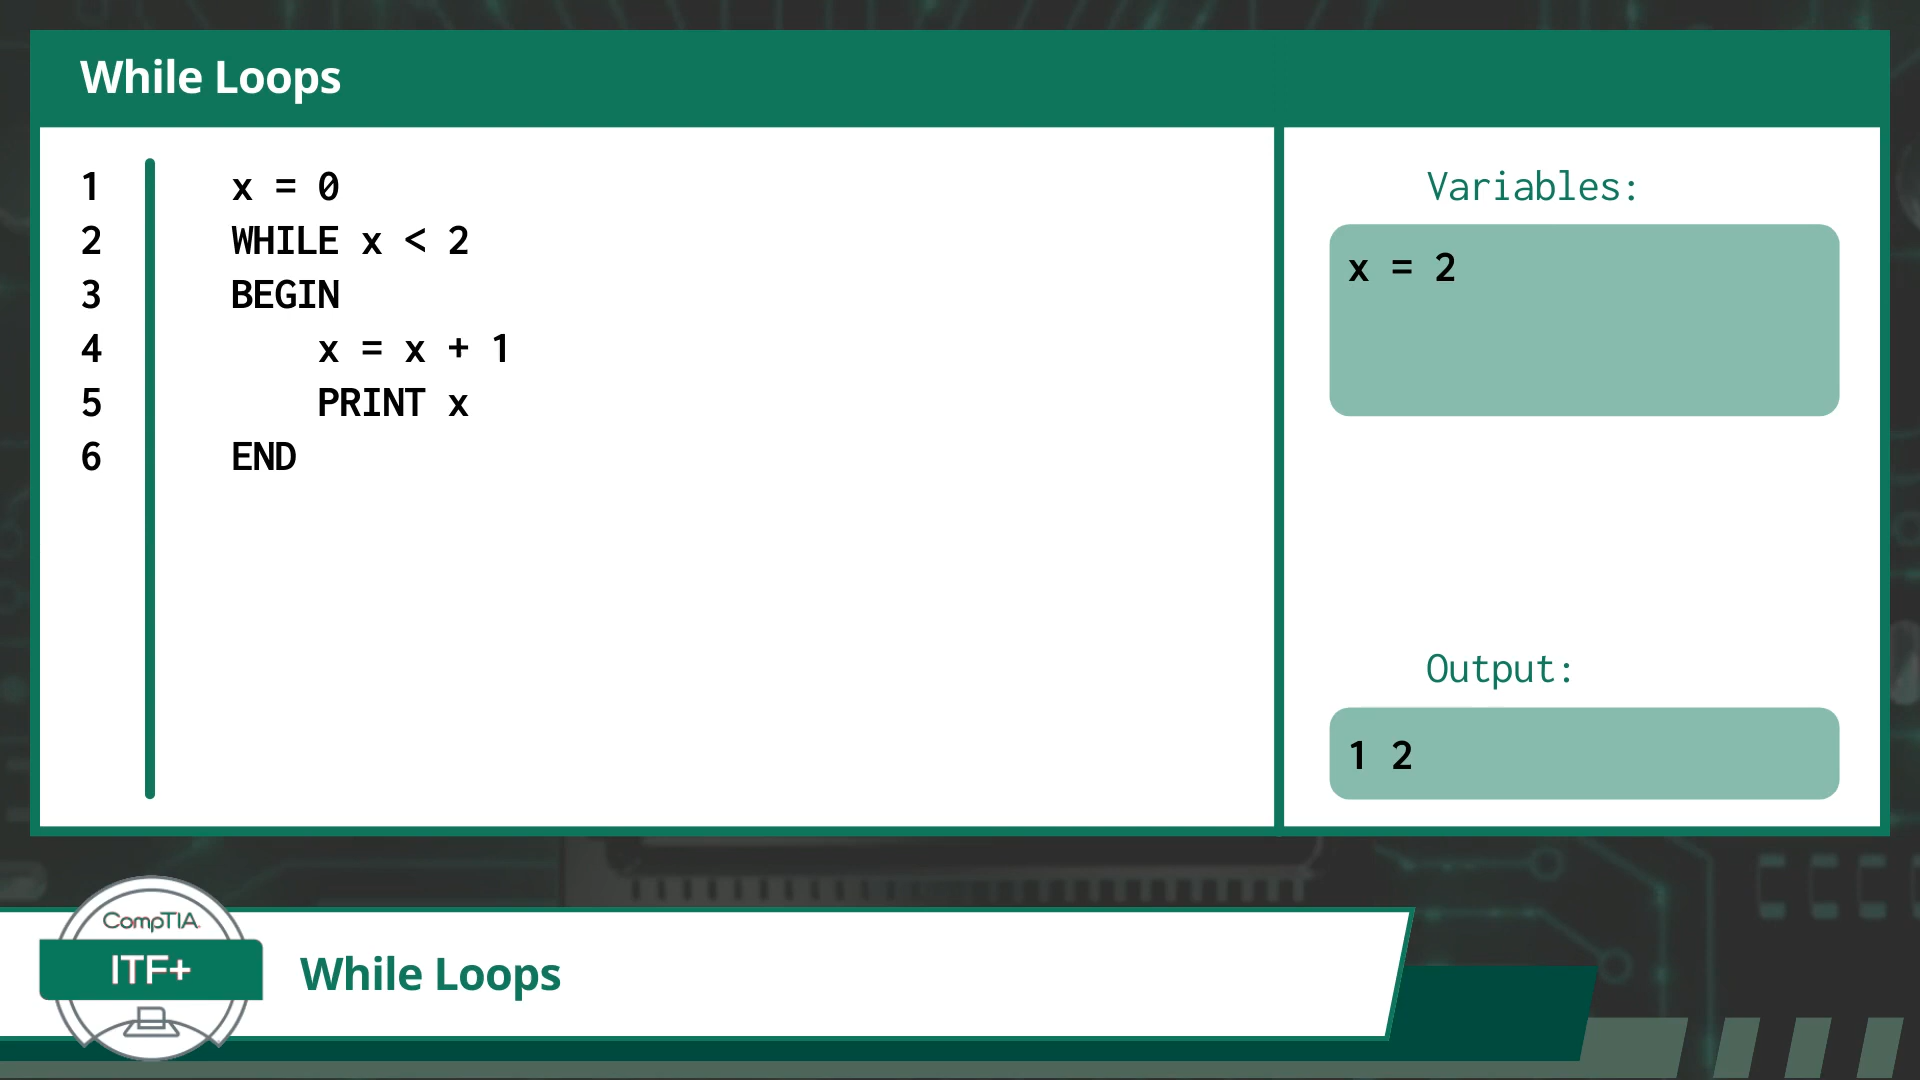 While Loops
1 x = 0
2 WHILE x < 2
3 BEGIN
4     x = x + 1
5     PRINT x
6 END
Variables:
x = 2
Output:
1 2
CompTIA.
ITF+
While Loops